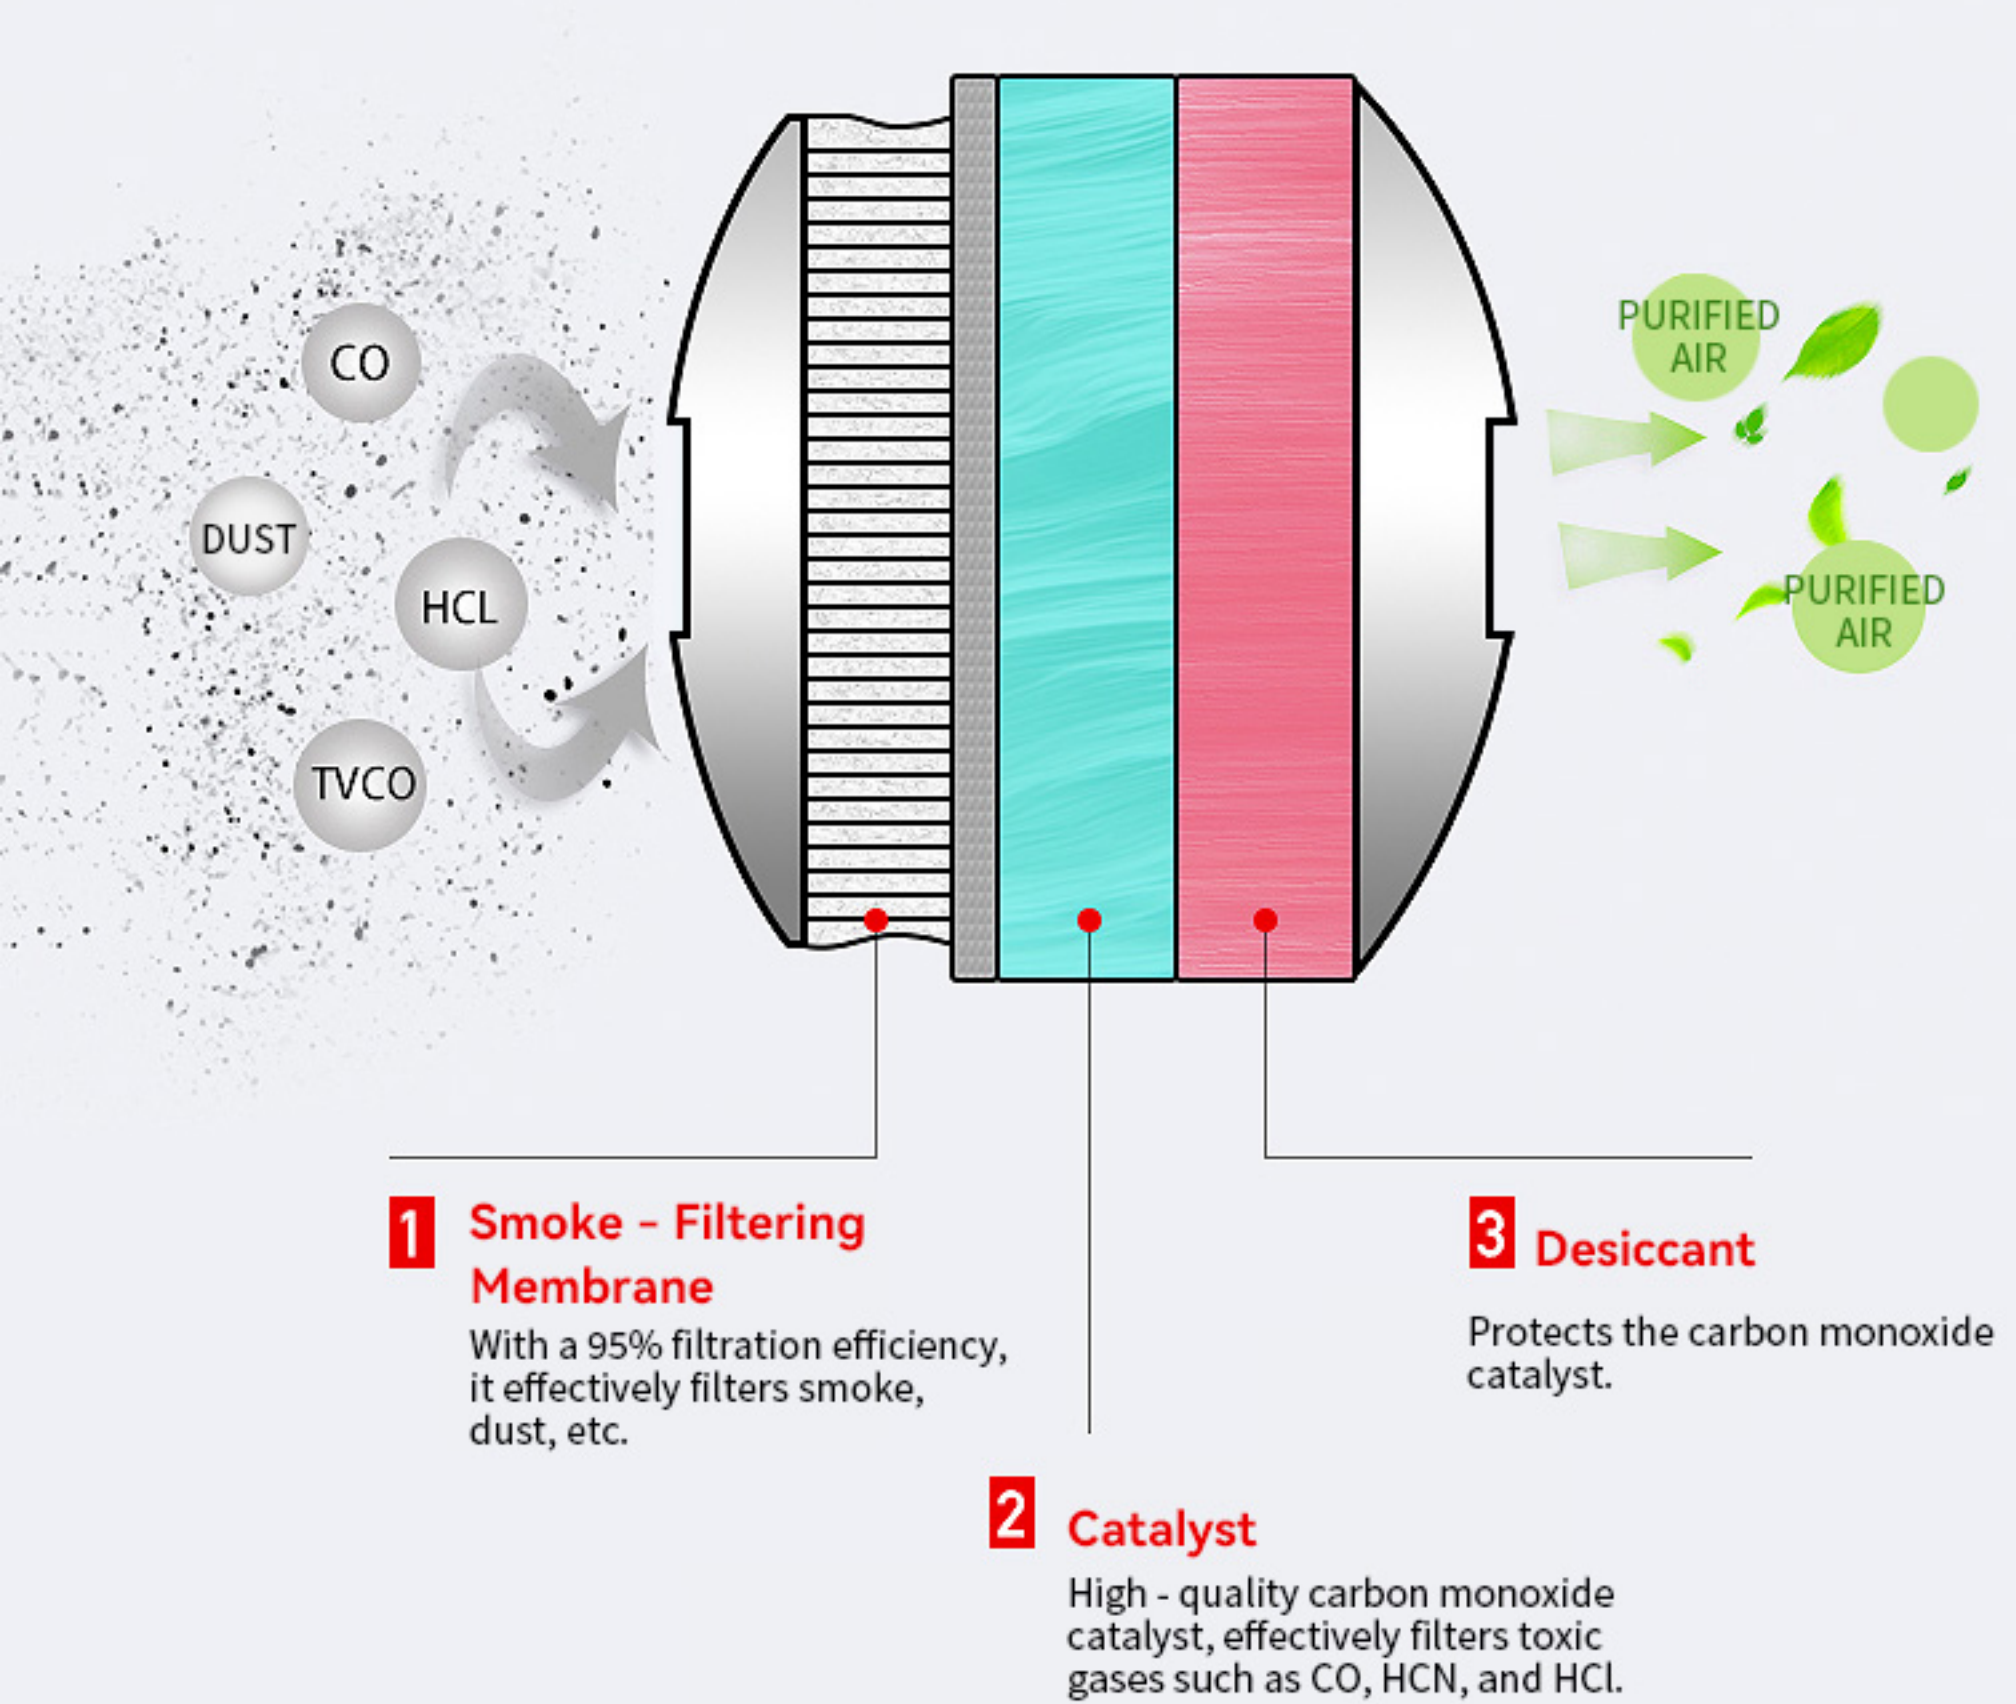 CO
DUST
HCL
TVCO
PURIFIED
AIR
PURIFIED
AIR
1
Smoke - Filtering
Membrane
With a 95% filtration efficiency,
it effectively filters smoke,
dust, etc.
2
Catalyst
High - quality carbon monoxide
catalyst, effectively filters toxic
gases such as CO, HCN, and HCl.
3
Desiccant
Protects the carbon monoxide
catalyst.